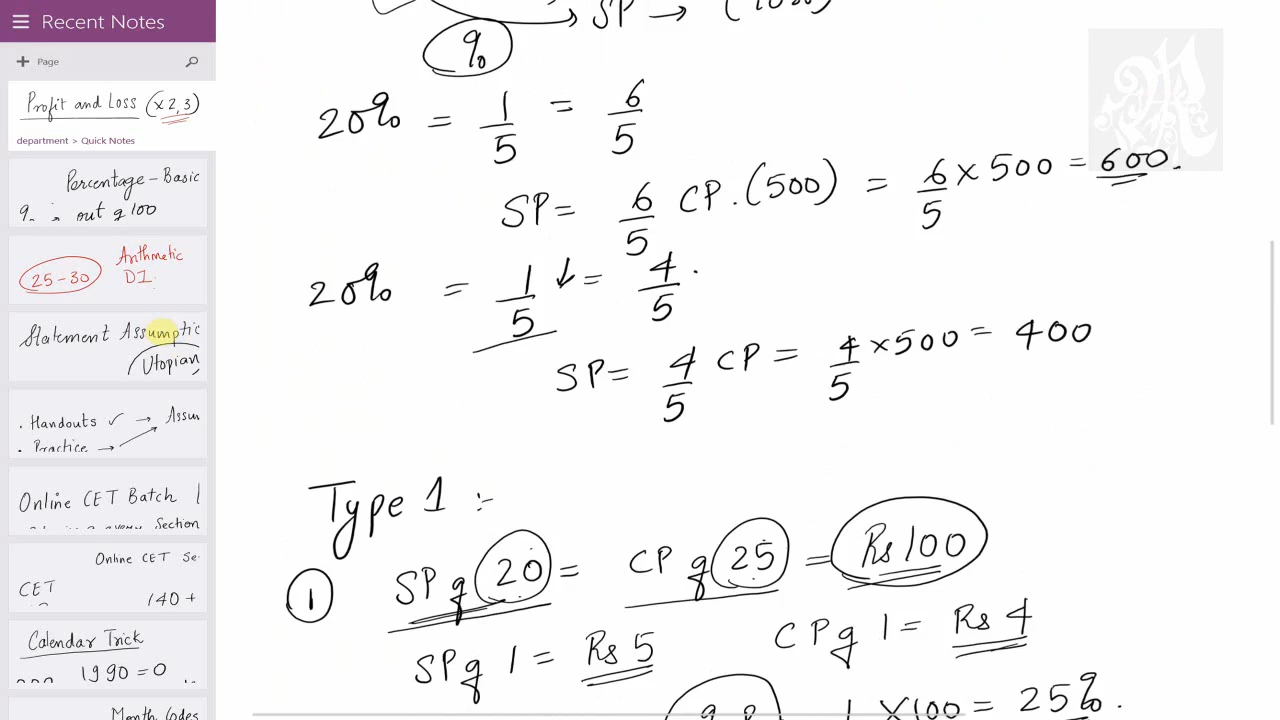 Recent Notes
+ Page
Profit and Loss (x2,3)
department > Quick Notes
Percentage - Basic
out of 100
25-30
Arithmetic
DI
Statement Assumptic
Utopian
. Handouts ✓ → Assum
. Practice →
Online CET Batch
Section
Online CET Se
CET
140 +
Calendar Trick
1990 = 0
Month Codes
SP →
%
20% = 1/5 = 6/5
SP = 6/5 CP. (500) = 6/5 × 500 = 600.
20% = 1/5 ↓ = 4/5.
SP = 4/5 CP = 4/5 × 500 = 400
Type 1 :-
① SP of 20 = CP of 25 = Rs 100
SP of 1 = Rs 5
CP of 1 = Rs 4
1 × 100 = 25%.